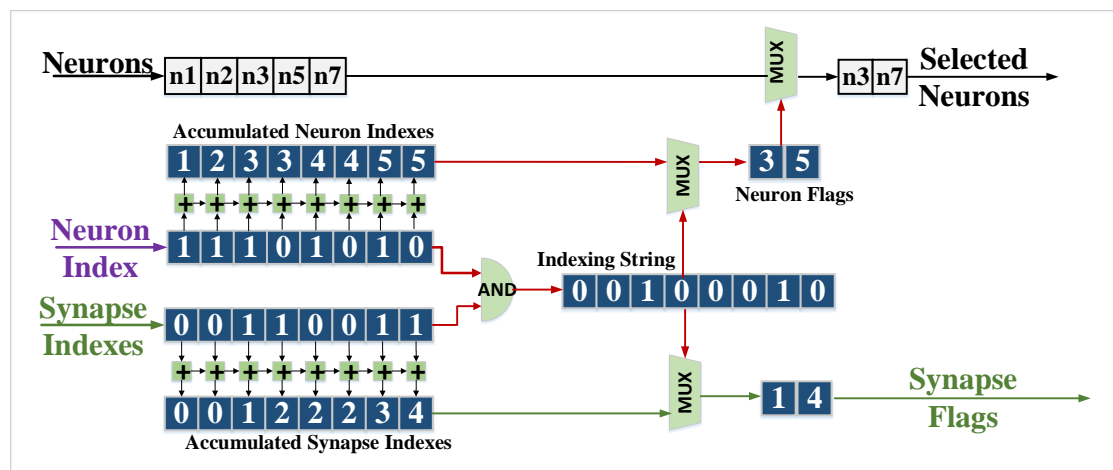 Neurons
n1 n2 n3 n5 n7
MUX
n3 n7
Selected
Neurons
Accumulated Neuron Indexes
1 2 3 3 4 4 5 5
MUX
3 5
Neuron Flags
+ + + + + + + +
Neuron
Index
1 1 1 0 1 0 1 0
AND
Indexing String
0 0 1 0 0 0 1 0
Synapse
Indexes
0 0 1 1 0 0 1 1
+ + + + + + + +
MUX
0 0 1 2 2 2 3 4
Accumulated Synapse Indexes
1 4
Synapse
Flags